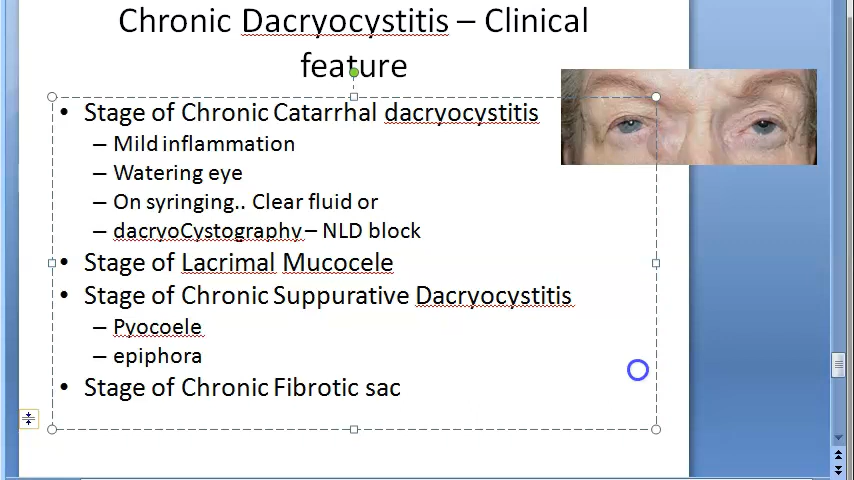 Chronic Dacryocystitis – Clinical
feature
• Stage of Chronic Catarrhal dacryocystitis
– Mild inflammation
– Watering eye
– On syringing.. Clear fluid or
– dacryoCystography – NLD block
• Stage of Lacrimal Mucocele
• Stage of Chronic Suppurative Dacryocystitis
– Pyocoele
– epiphora
• Stage of Chronic Fibrotic sac